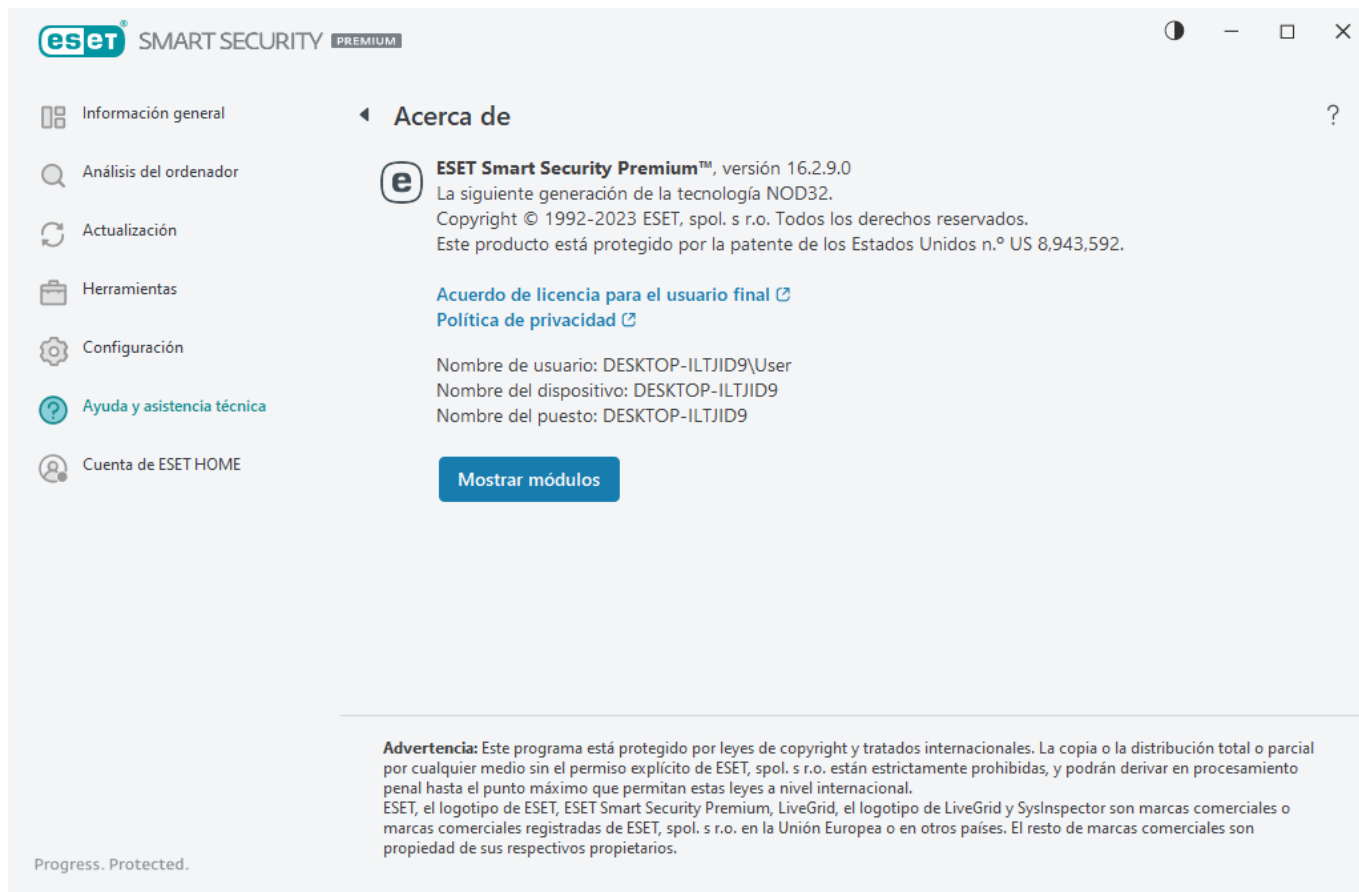 eset® SMART SECURITY PREMIUM
Información general
Análisis del ordenador
Actualización
Herramientas
Configuración
Ayuda y asistencia técnica
Cuenta de ESET HOME
Progress. Protected.
Acerca de
?
e
ESET Smart Security Premium™, versión 16.2.9.0
La siguiente generación de la tecnología NOD32.
Copyright © 1992-2023 ESET, spol. s r.o. Todos los derechos reservados.
Este producto está protegido por la patente de los Estados Unidos n.º US 8,943,592.
Acuerdo de licencia para el usuario final
Política de privacidad
Nombre de usuario: DESKTOP-ILTJID9\User
Nombre del dispositivo: DESKTOP-ILTJID9
Nombre del puesto: DESKTOP-ILTJID9
Mostrar módulos
Advertencia: Este programa está protegido por leyes de copyright y tratados internacionales. La copia o la distribución total o parcial
por cualquier medio sin el permiso explícito de ESET, spol. s r.o. están estrictamente prohibidas, y podrán derivar en procesamiento
penal hasta el punto máximo que permitan estas leyes a nivel internacional.
ESET, el logotipo de ESET, ESET Smart Security Premium, LiveGrid, el logotipo de LiveGrid y SysInspector son marcas comerciales o
marcas comerciales registradas de ESET, spol. s r.o. en la Unión Europea o en otros países. El resto de marcas comerciales son
propiedad de sus respectivos propietarios.